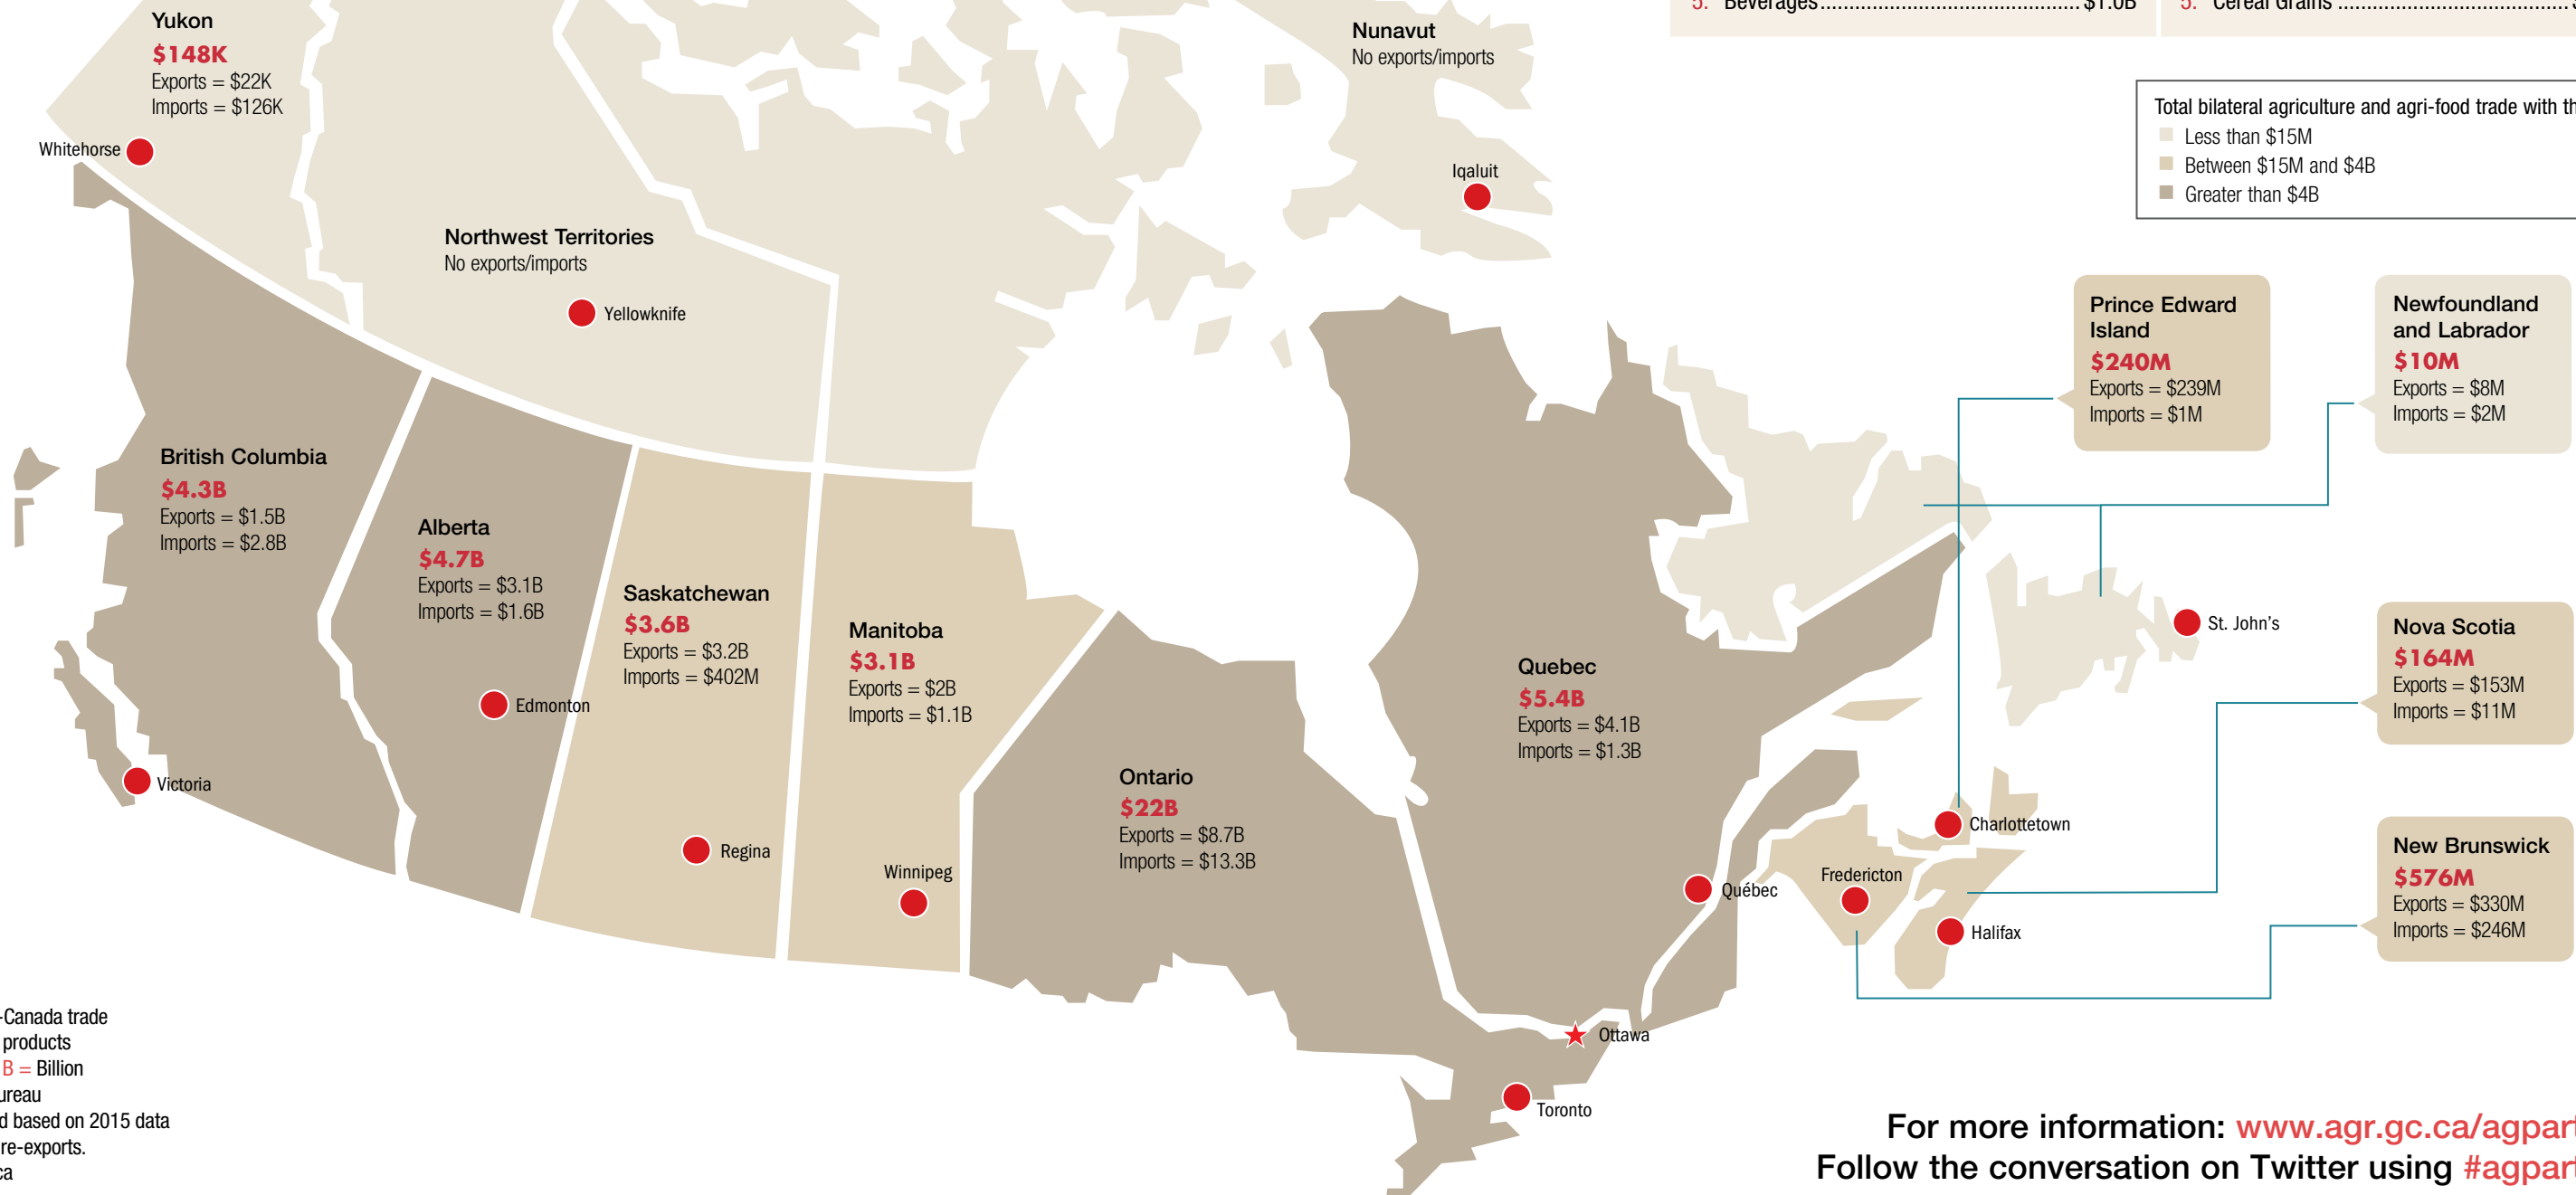 5. Beverages..............................................$1.0B
5. Cereal Grains
Yukon
$148K
Exports = $22K
Imports = $126K
Whitehorse
Nunavut
No exports/imports
Iqaluit
Total bilateral agriculture and agri-food trade with
Less than $15M
Between $15M and $4B
Greater than $4B
Northwest Territories
No exports/imports
Yellowknife
Prince Edward
Island
$240M
Exports = $239M
Imports = $1M
Newfoundland
and Labrador
$10M
Exports = $8M
Imports = $2M
British Columbia
$4.3B
Exports = $1.5B
Imports = $2.8B
Victoria
Alberta
$4.7B
Exports = $3.1B
Imports = $1.6B
Edmonton
Saskatchewan
$3.6B
Exports = $3.2B
Imports = $402M
Regina
Manitoba
$3.1B
Exports = $2B
Imports = $1.1B
Winnipeg
Ontario
$22B
Exports = $8.7B
Imports = $13.3B
Quebec
$5.4B
Exports = $4.1B
Imports = $1.3B
Québec
St. John's
Nova Scotia
$164M
Exports = $153M
Imports = $11M
Charlottetown
Fredericton
Halifax
New Brunswick
$576M
Exports = $330M
Imports = $246M
Ottawa
Toronto
-Canada trade
products
B = Billion
ureau
d based on 2015 data
re-exports.
ca
For more information: www.agr.gc.ca/agpart
Follow the conversation on Twitter using #agpart